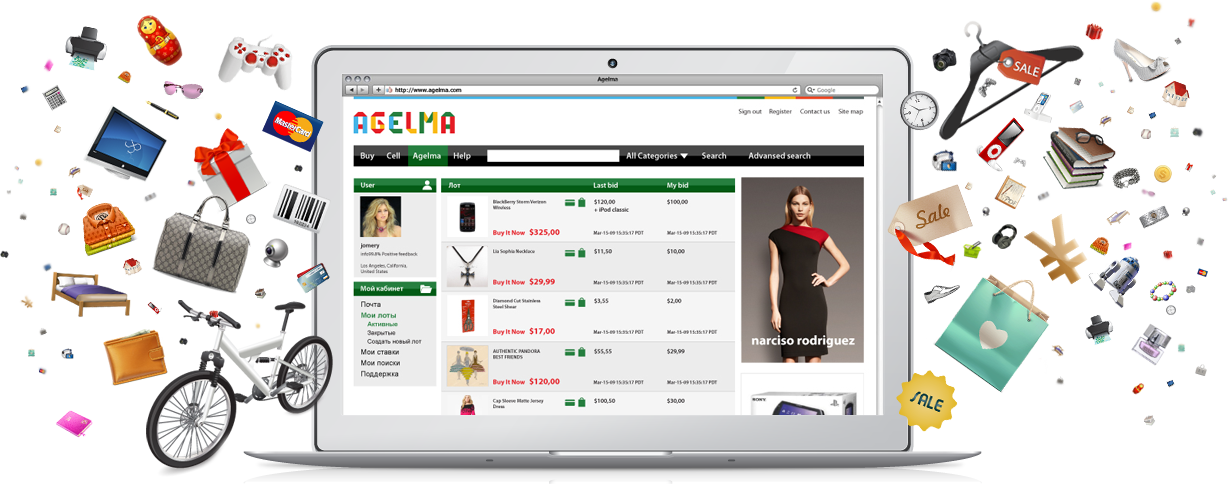 Agelma
http://www.agelma.com
Google
Sign out Register Contact us Site map
AGELMA
Buy Cell Agelma Help All Categories Search Advansed search
User
jomery
info99.8% Positive feedback
Los Angeles, California,
United States
Мой кабинет
Почта
Мои лоты
Активные
Закрытые
Создать новый лот
Мои ставки
Мои поиски
Поддержка
Лот Last bid My bid
BlackBerry Storm Verizon
Wireless
$120,00
+ iPod classic
$100,00
Buy It Now $325,00
Mar-15-09 15:35:17 PDT Mar-15-09 15:35:17 PDT
Lia Sophia Necklace
$11,50 $10,00
Buy It Now $29,99
Mar-15-09 15:35:17 PDT Mar-15-09 15:35:17 PDT
Diamond Cut Stainless
Steel Shear
$3,55 $2,00
Buy It Now $17,00
Mar-15-09 15:35:17 PDT Mar-15-09 15:35:17 PDT
AUTHENTIC PANDORA
BEST FRIENDS
$55,55 $29,99
Buy It Now $120,00
Mar-15-09 15:35:17 PDT Mar-15-09 15:35:17 PDT
Cap Sleeve Matte Jersey
Dress
$100,50 $30,00
narciso rodriguez
SONY
MasterCard
SALE
Sale
SALE